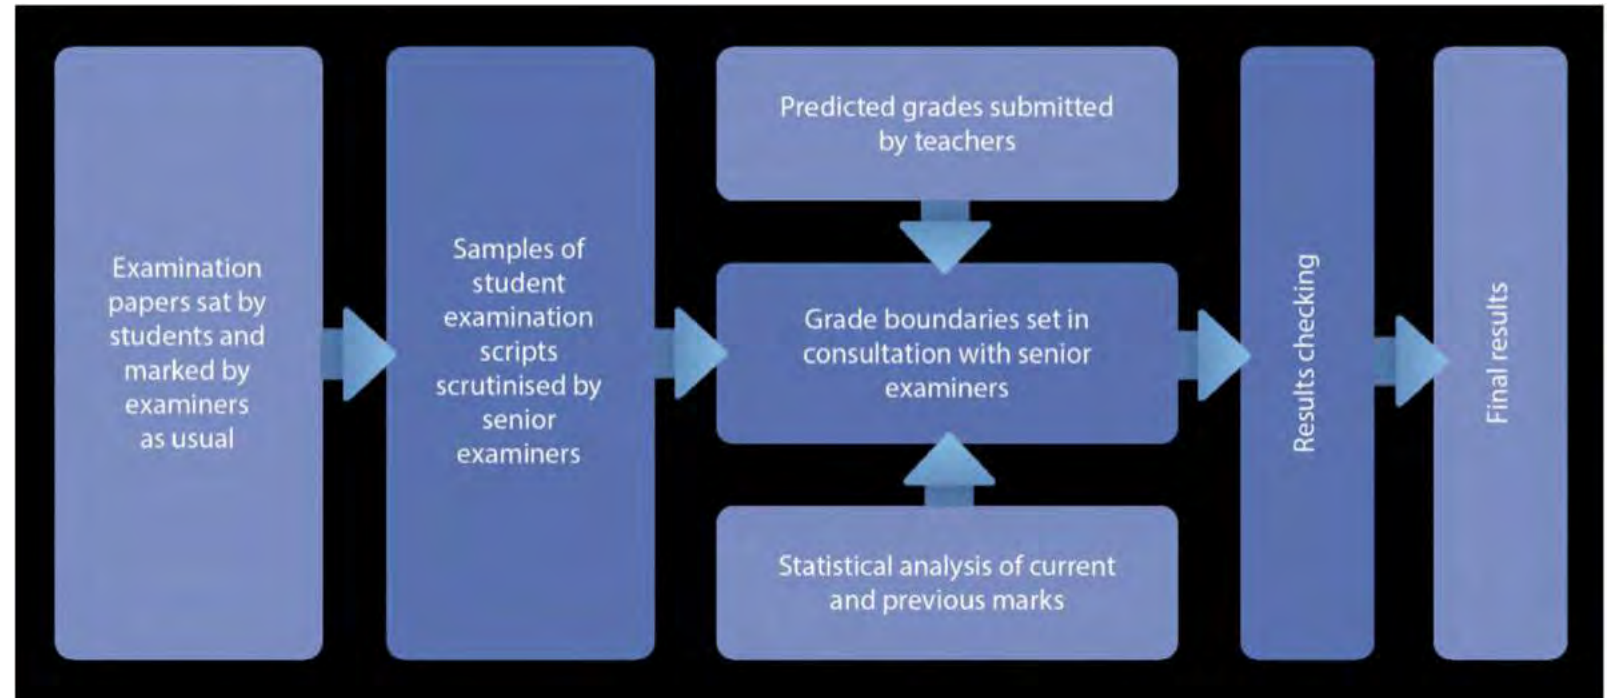 Examination
papers sat by
students and
marked by
examiners
as usual
Samples of
student
examination
scripts
scrutinised by
senior
examiners
Predicted grades submitted
by teachers
Grade boundaries set in
consultation with senior
examiners
Statistical analysis of current
and previous marks
Results checking
Final results